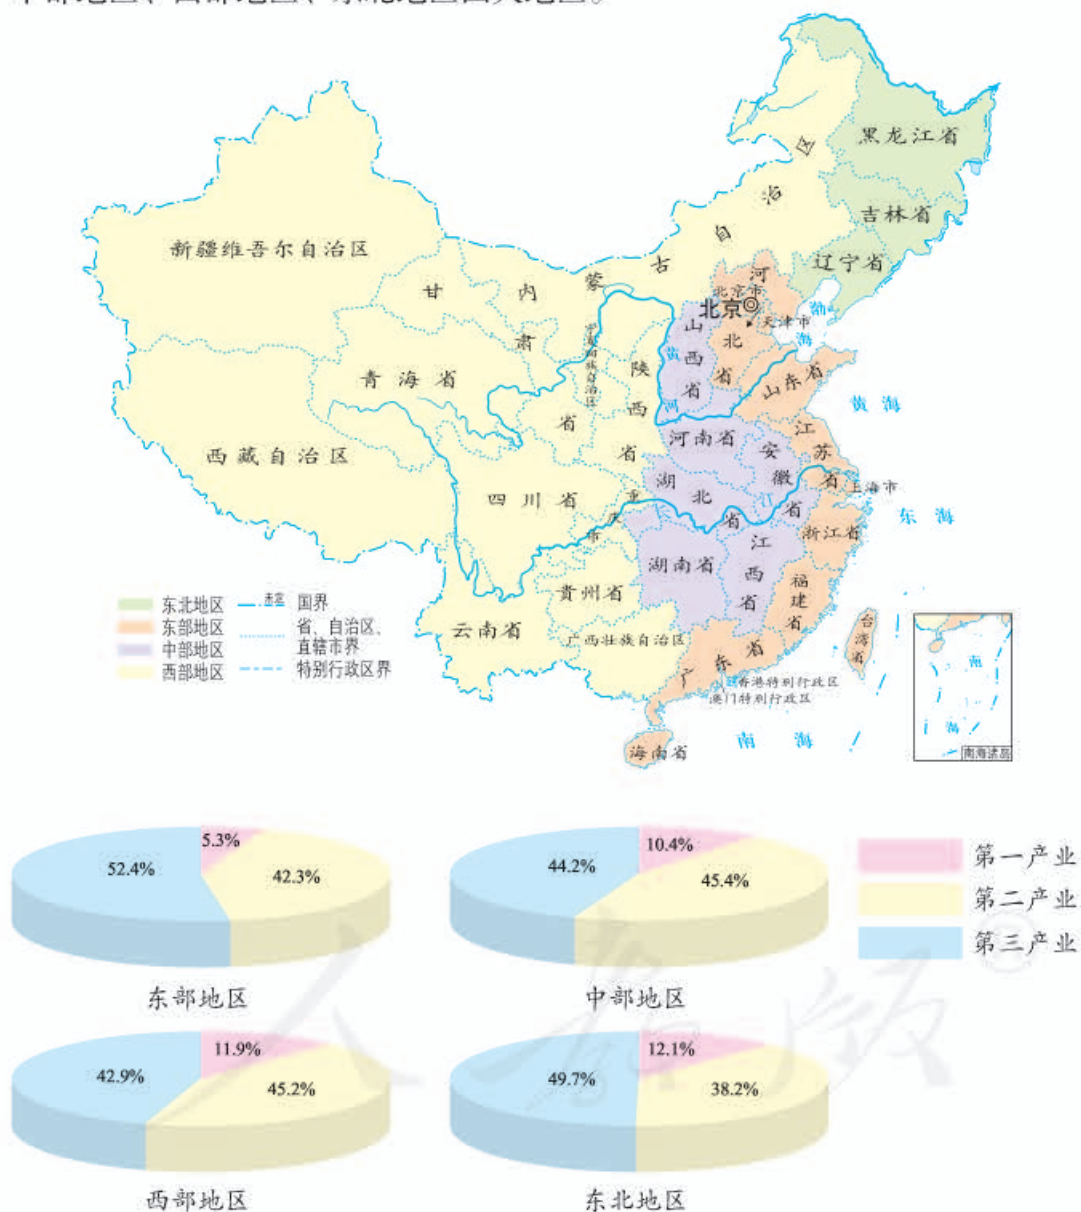 中部地区、西部地区、东北地区四大地区。
黑龙江省
吉林省
辽宁省
新疆维吾尔自治区
内蒙古自治区
甘肃省
宁夏回族自治区
青海省
陕西省
山西省
河北省
北京市
北京
天津市
渤海
黄河
山东省
黄海
西藏自治区
河南省
江苏省
安徽省
湖北省
上海市
四川省
重庆市
长江
浙江省
东海
湖南省
江西省
贵州省
福建省
云南省
广西壮族自治区
广东省
台湾省
香港特别行政区
澳门特别行政区
海南省
南海
南海
南海诸岛
东北地区
东部地区
中部地区
西部地区
未定 国界
省、自治区、
直辖市界
特别行政区界
5.3%
52.4%
42.3%
东部地区
10.4%
44.2%
45.4%
中部地区
第一产业
第二产业
第三产业
11.9%
42.9%
45.2%
西部地区
12.1%
49.7%
38.2%
东北地区
人教版
®